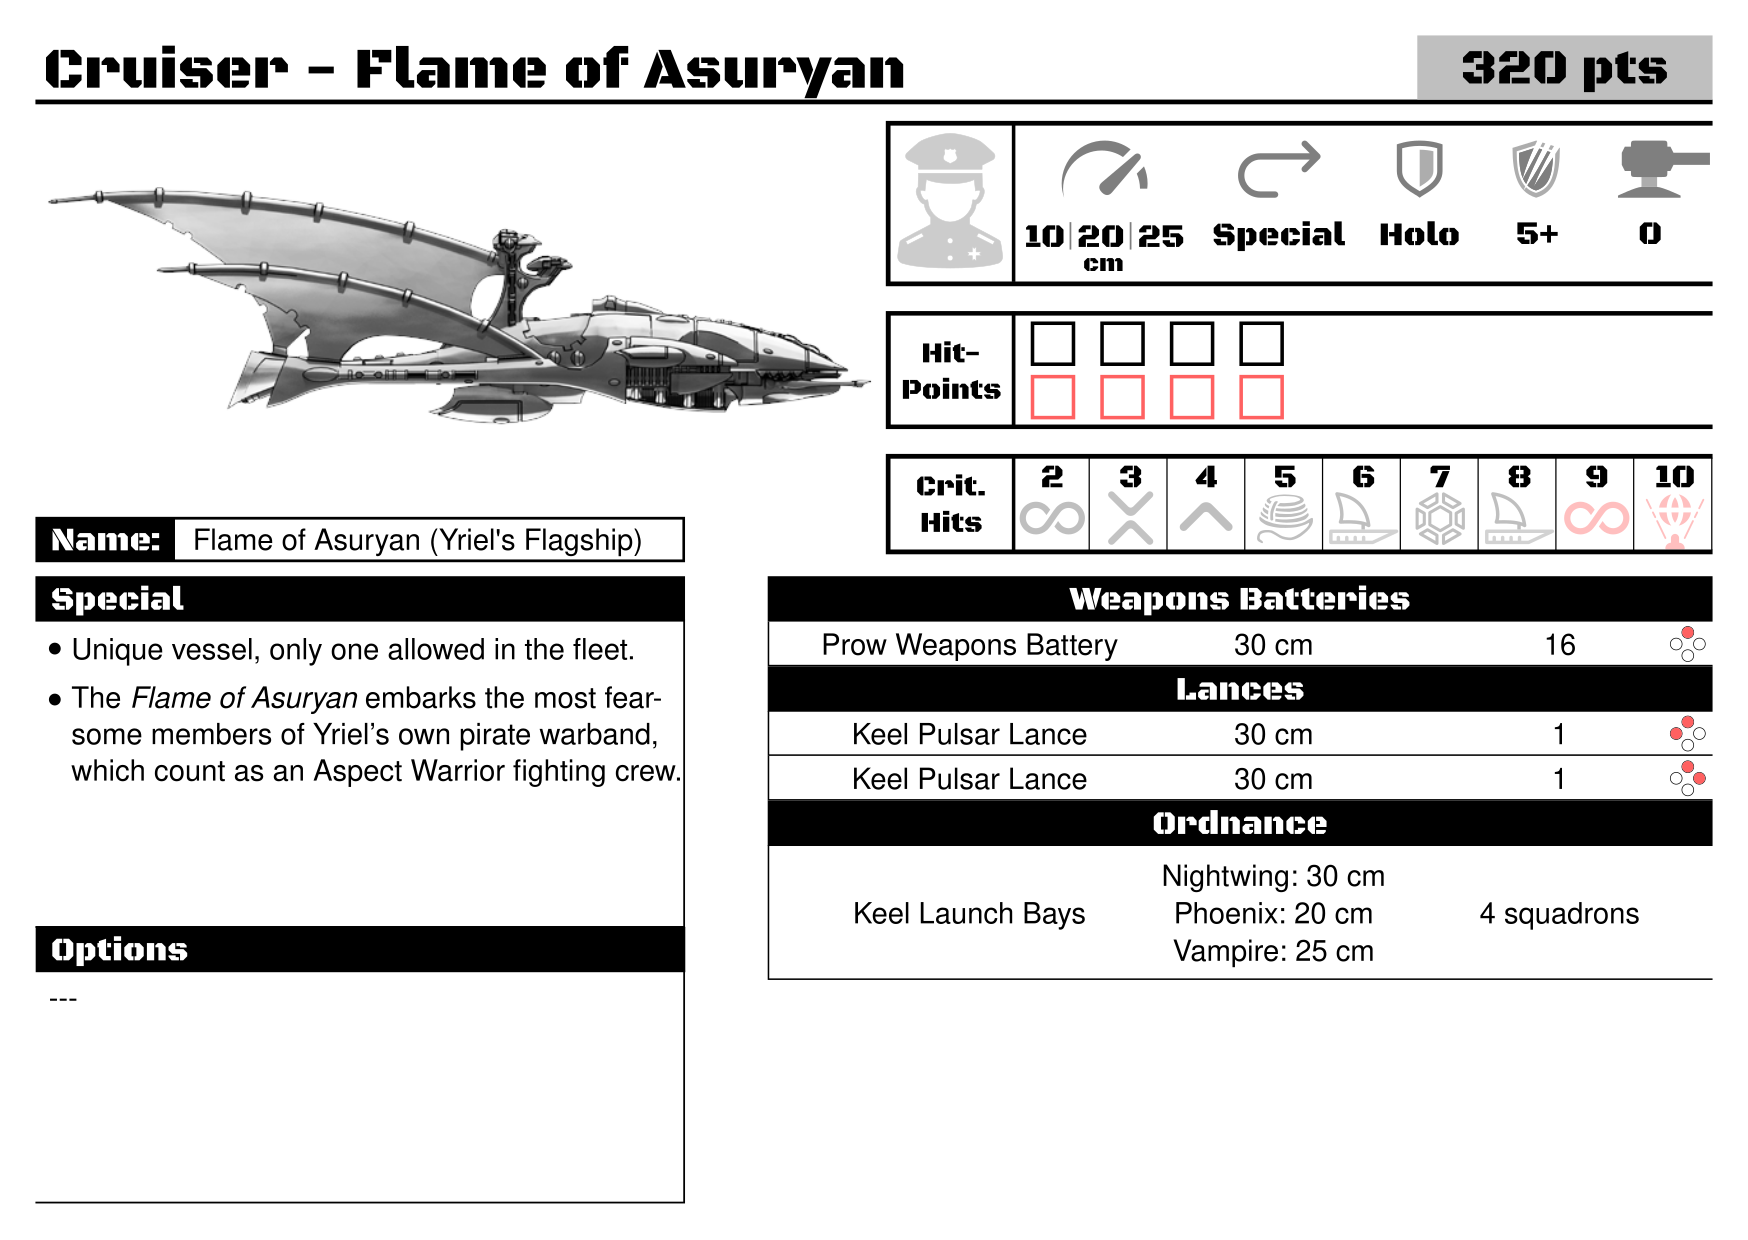 Cruiser – Flame of Asuryan
320 pts
10|20|25
cm
Special
Holo
5+
0
Hit-
Points
Crit.
Hits
2 3 4 5 6 7 8 9 10
Name: Flame of Asuryan (Yriel's Flagship)
Special
• Unique vessel, only one allowed in the fleet.
• The Flame of Asuryan embarks the most fear-
some members of Yriel’s own pirate warband,
which count as an Aspect Warrior fighting crew.
Options
---
Weapons Batteries
Prow Weapons Battery 30 cm 16
Lances
Keel Pulsar Lance 30 cm 1
Keel Pulsar Lance 30 cm 1
Ordnance
Nightwing: 30 cm
Keel Launch Bays Phoenix: 20 cm 4 squadrons
Vampire: 25 cm